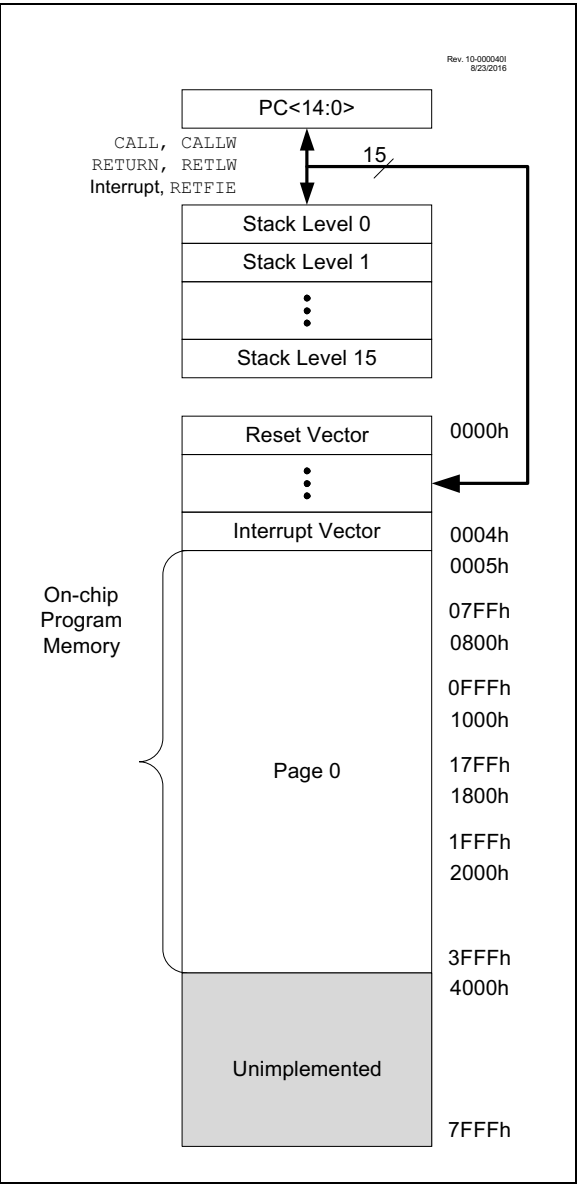 Rev. 10-000040I
8/23/2016
PC<14:0>
CALL, CALLW
RETURN, RETLW
Interrupt, RETFIE
15
Stack Level 0
Stack Level 1
Stack Level 15
Reset Vector
0000h
Interrupt Vector
0004h
0005h
On-chip
Program
Memory
07FFh
0800h
0FFFh
1000h
Page 0
17FFh
1800h
1FFFh
2000h
3FFFh
4000h
Unimplemented
7FFFh